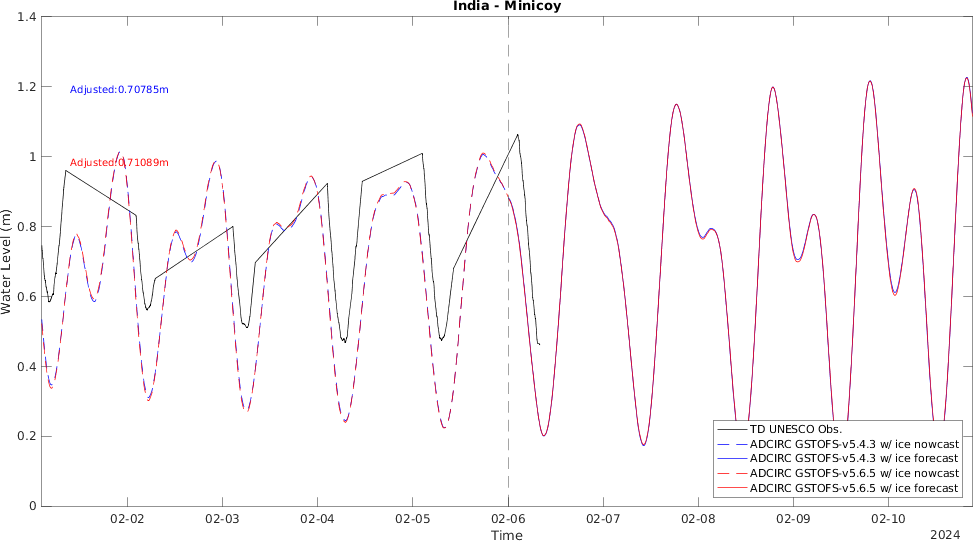 India - Minicoy
1.4
1.2
1
0.8
0.6
0.4
0.2
0
Water Level (m)
Adjusted:0.70785m
Adjusted:0.71089m
TD UNESCO Obs.
ADCIRC GSTOFS-v5.4.3 w/ ice nowcast
ADCIRC GSTOFS-v5.4.3 w/ ice forecast
ADCIRC GSTOFS-v5.6.5 w/ ice nowcast
ADCIRC GSTOFS-v5.6.5 w/ ice forecast
02-02 02-03 02-04 02-05 02-06 02-07 02-08 02-09 02-10
Time
2024